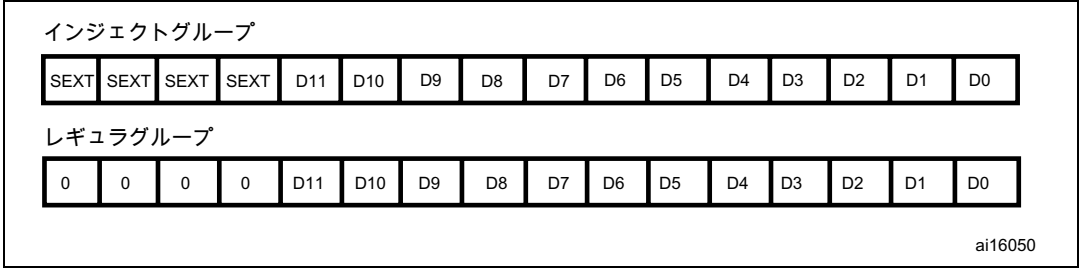 インジェクトグループ
SEXT SEXT SEXT SEXT D11 D10 D9 D8 D7 D6 D5 D4 D3 D2 D1 D0
レギュラグループ
0 0 0 0 D11 D10 D9 D8 D7 D6 D5 D4 D3 D2 D1 D0
ai16050